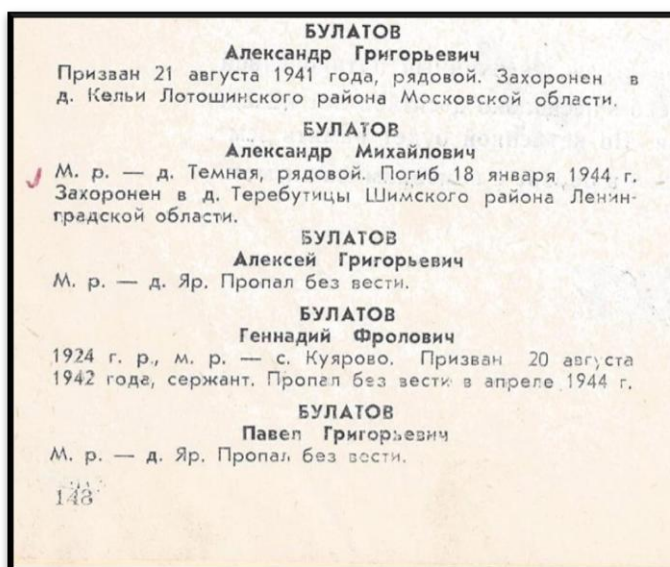 БУЛАТОВ
Александр Григорьевич
Призван 21 августа 1941 года, рядовой. Захоронен в
д. Кельи Лотошинского района Московской области.
БУЛАТОВ
Александр Михайлович
М. р. — д. Темная, рядовой. Погиб 18 января 1944 г.
Захоронен в д. Теребутицы Шимского района Ленин-
градской области.
БУЛАТОВ
Алексей Григорьевич
М. р. — д. Яр. Пропал без вести.
БУЛАТОВ
Геннадий Фролович
1924 г. р., м. р. — с. Куярово. Призван 20 августа
1942 года, сержант. Пропал без вести в апреле 1944 г.
БУЛАТОВ
Павел Григорьевич
М. р. — д. Яр. Пропал без вести.
148